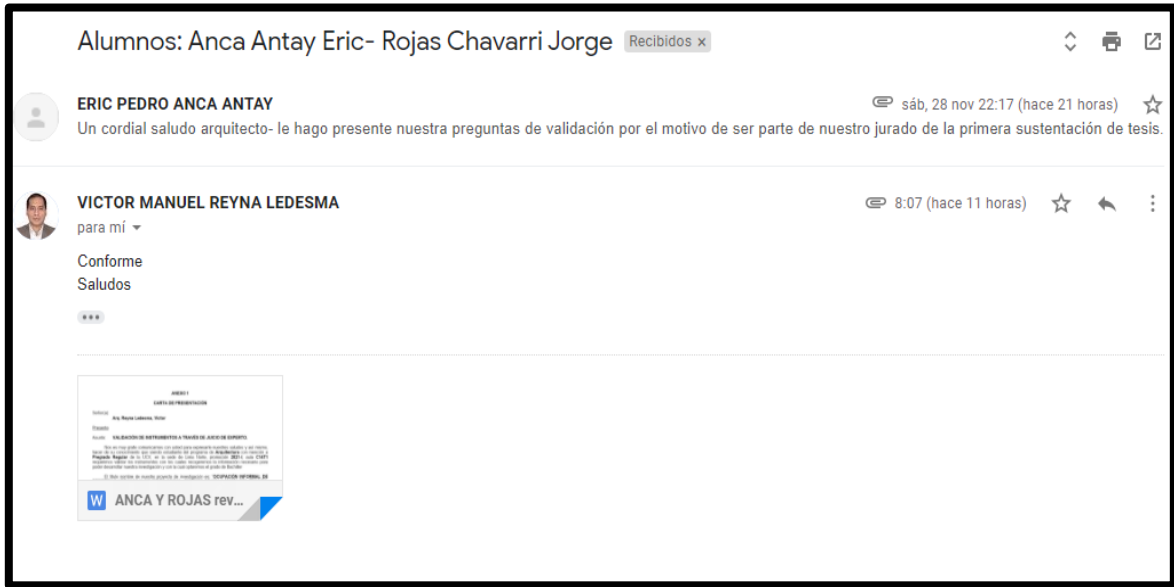 Alumnos: Anca Antay Eric- Rojas Chavarri Jorge Recibidos x
ERIC PEDRO ANCA ANTAY sáb, 28 nov 22:17 (hace 21 horas)
Un cordial saludo arquitecto- le hago presente nuestra preguntas de validación por el motivo de ser parte de nuestro jurado de la primera sustentación de tesis.
VICTOR MANUEL REYNA LEDESMA 8:07 (hace 11 horas)
para mí
Conforme
Saludos
ANEXO 1
CARTA DE PRESENTACIÓN
Arq. Reyna Ledesma, Victor
Presente
Asunto: VALIDACIÓN DE INSTRUMENTOS A TRAVÉS DE JUICIO DE EXPERTO.
W ANCA Y ROJAS rev...